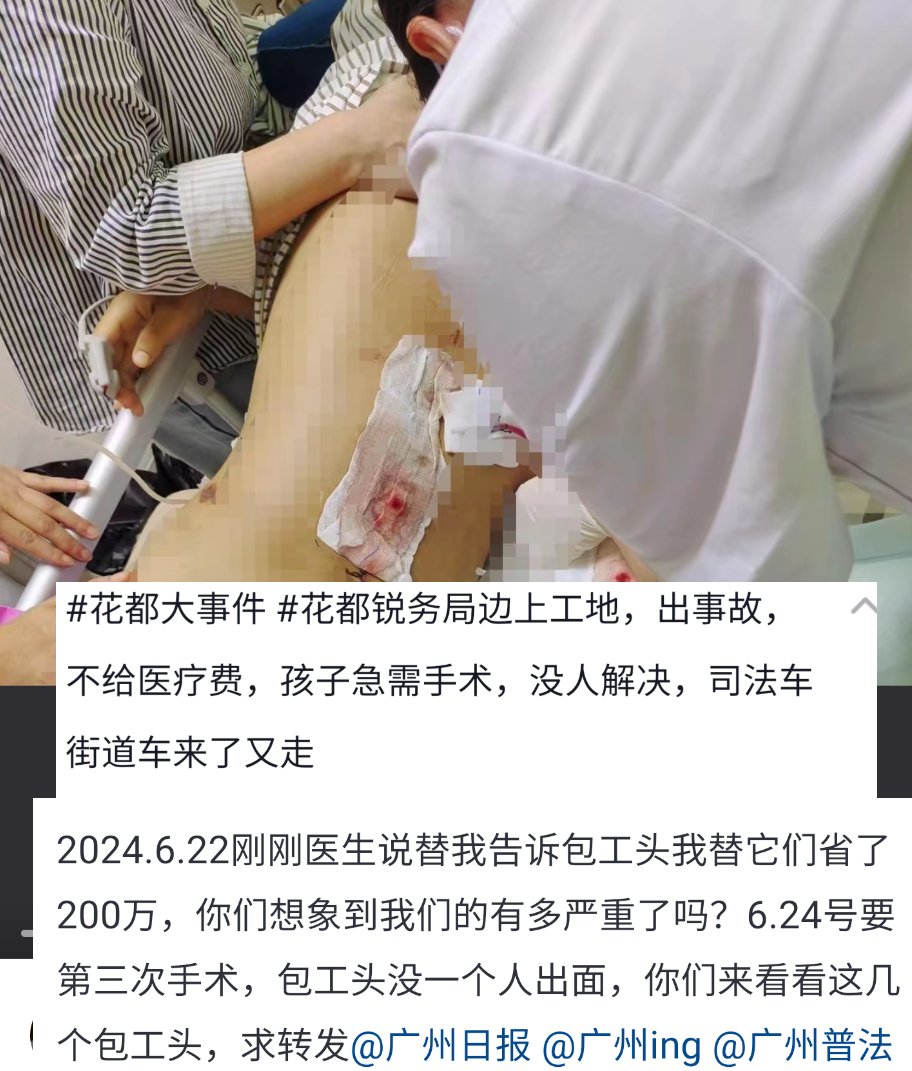 #花都大事件 #花都锐务局边上工地，出事故，
不给医疗费，孩子急需手术，没人解决，司法车
街道车来了又走
2024.6.22刚刚医生说替我告诉包工头我替它们省了
200万，你们想象到我们的有多严重了吗？6.24号要
第三次手术，包工头没一个人出面，你们来看看这几
个包工头，求转发@广州日报 @广州ing @广州普法